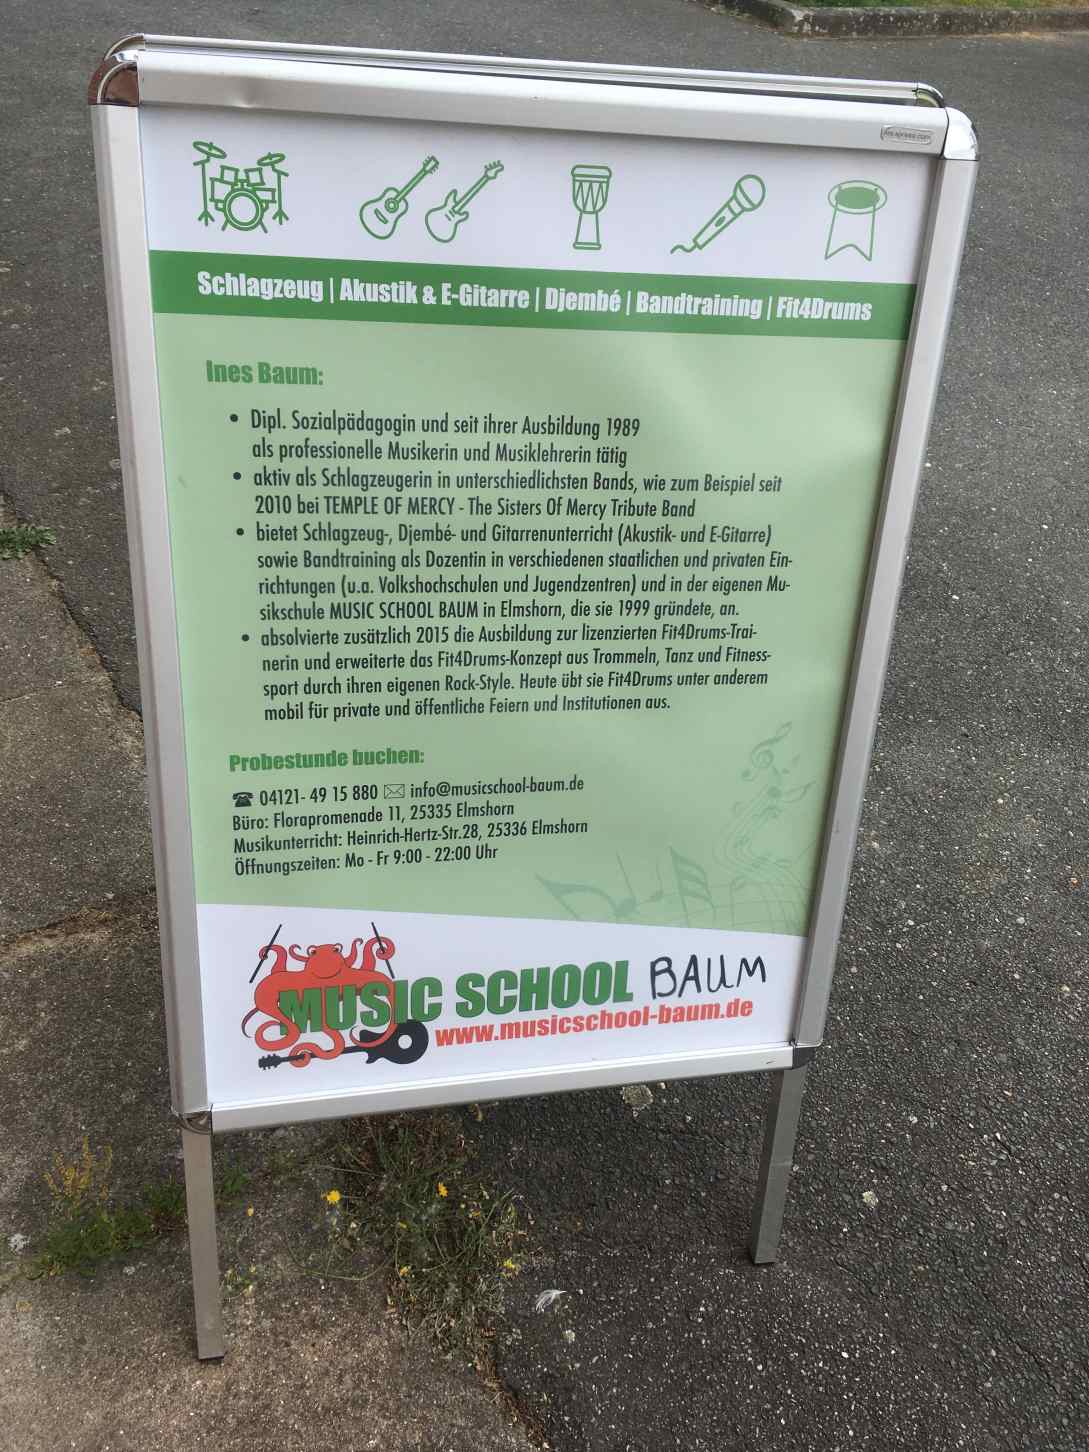 Schlagzeug | Akustik & E-Gitarre | Djembé | Bandtraining | Fit4Drums
Ines Baum:
• Dipl. Sozialpädagogin und seit ihrer Ausbildung 1989
als professionelle Musikerin und Musiklehrerin tätig
• aktiv als Schlagzeugerin in unterschiedlichsten Bands, wie zum Beispiel seit
2010 bei TEMPLE OF MERCY - The Sisters Of Mercy Tribute Band
• bietet Schlagzeug-, Djembé- und Gitarrenunterricht (Akustik- und E-Gitarre)
sowie Bandtraining als Dozentin in verschiedenen staatlichen und privaten Ein-
richtungen (u.a. Volkshochschulen und Jugendzentren) und in der eigenen Mu-
sikschule MUSIC SCHOOL BAUM in Elmshorn, die sie 1999 gründete, an.
• absolvierte zusätzlich 2015 die Ausbildung zur lizenzierten Fit4Drums-Trai-
nerin und erweiterte das Fit4Drums-Konzept aus Trommeln, Tanz und Fitness-
sport durch ihren eigenen Rock-Style. Heute übt sie Fit4Drums unter anderem
mobil für private und öffentliche Feiern und Institutionen aus.
Probestunde buchen:
☎ 04121- 49 15 880 ✉ info@musicschool-baum.de
Büro: Florapromenade 11, 25335 Elmshorn
Musikunterricht: Heinrich-Hertz-Str.28, 25336 Elmshorn
Öffnungszeiten: Mo - Fr 9:00 - 22:00 Uhr
MUSIC SCHOOL BAUM
www.musicschool-baum.de